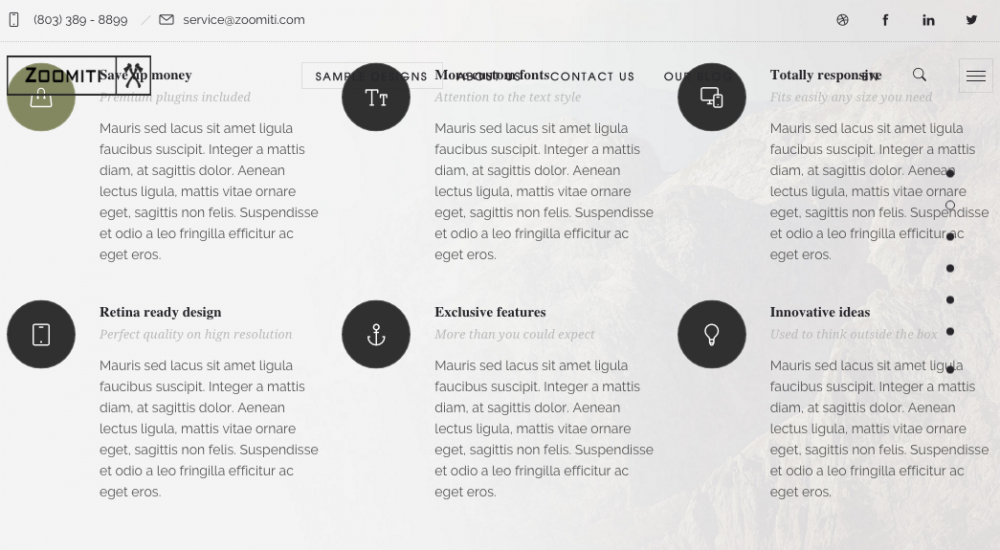 (803) 389 - 8899
service@zoomiti.com
ZOOMITI
SAMPLE DESIGNS
ABOUT US
CONTACT US
OUR BLOG
EN
Save up money
Premium plugins included
Mauris sed lacus sit amet ligula
faucibus suscipit. Integer a mattis
diam, at sagittis dolor. Aenean
lectus ligula, mattis vitae ornare
eget, sagittis non felis. Suspendisse
et odio a leo fringilla efficitur ac
eget eros.
More custom fonts
Attention to the text style
Mauris sed lacus sit amet ligula
faucibus suscipit. Integer a mattis
diam, at sagittis dolor. Aenean
lectus ligula, mattis vitae ornare
eget, sagittis non felis. Suspendisse
et odio a leo fringilla efficitur ac
eget eros.
Totally responsive
Fits easily any size you need
Mauris sed lacus sit amet ligula
faucibus suscipit. Integer a mattis
diam, at sagittis dolor. Aenean
lectus ligula, mattis vitae ornare
eget, sagittis non felis. Suspendisse
et odio a leo fringilla efficitur ac
eget eros.
Retina ready design
Perfect quality on hign resolution
Mauris sed lacus sit amet ligula
faucibus suscipit. Integer a mattis
diam, at sagittis dolor. Aenean
lectus ligula, mattis vitae ornare
eget, sagittis non felis. Suspendisse
et odio a leo fringilla efficitur ac
eget eros.
Exclusive features
More than you could expect
Mauris sed lacus sit amet ligula
faucibus suscipit. Integer a mattis
diam, at sagittis dolor. Aenean
lectus ligula, mattis vitae ornare
eget, sagittis non felis. Suspendisse
et odio a leo fringilla efficitur ac
eget eros.
Innovative ideas
Used to think outside the box
Mauris sed lacus sit amet ligula
faucibus suscipit. Integer a mattis
diam, at sagittis dolor. Aenean
lectus ligula, mattis vitae ornare
eget, sagittis non felis. Suspendisse
et odio a leo fringilla efficitur ac
eget eros.